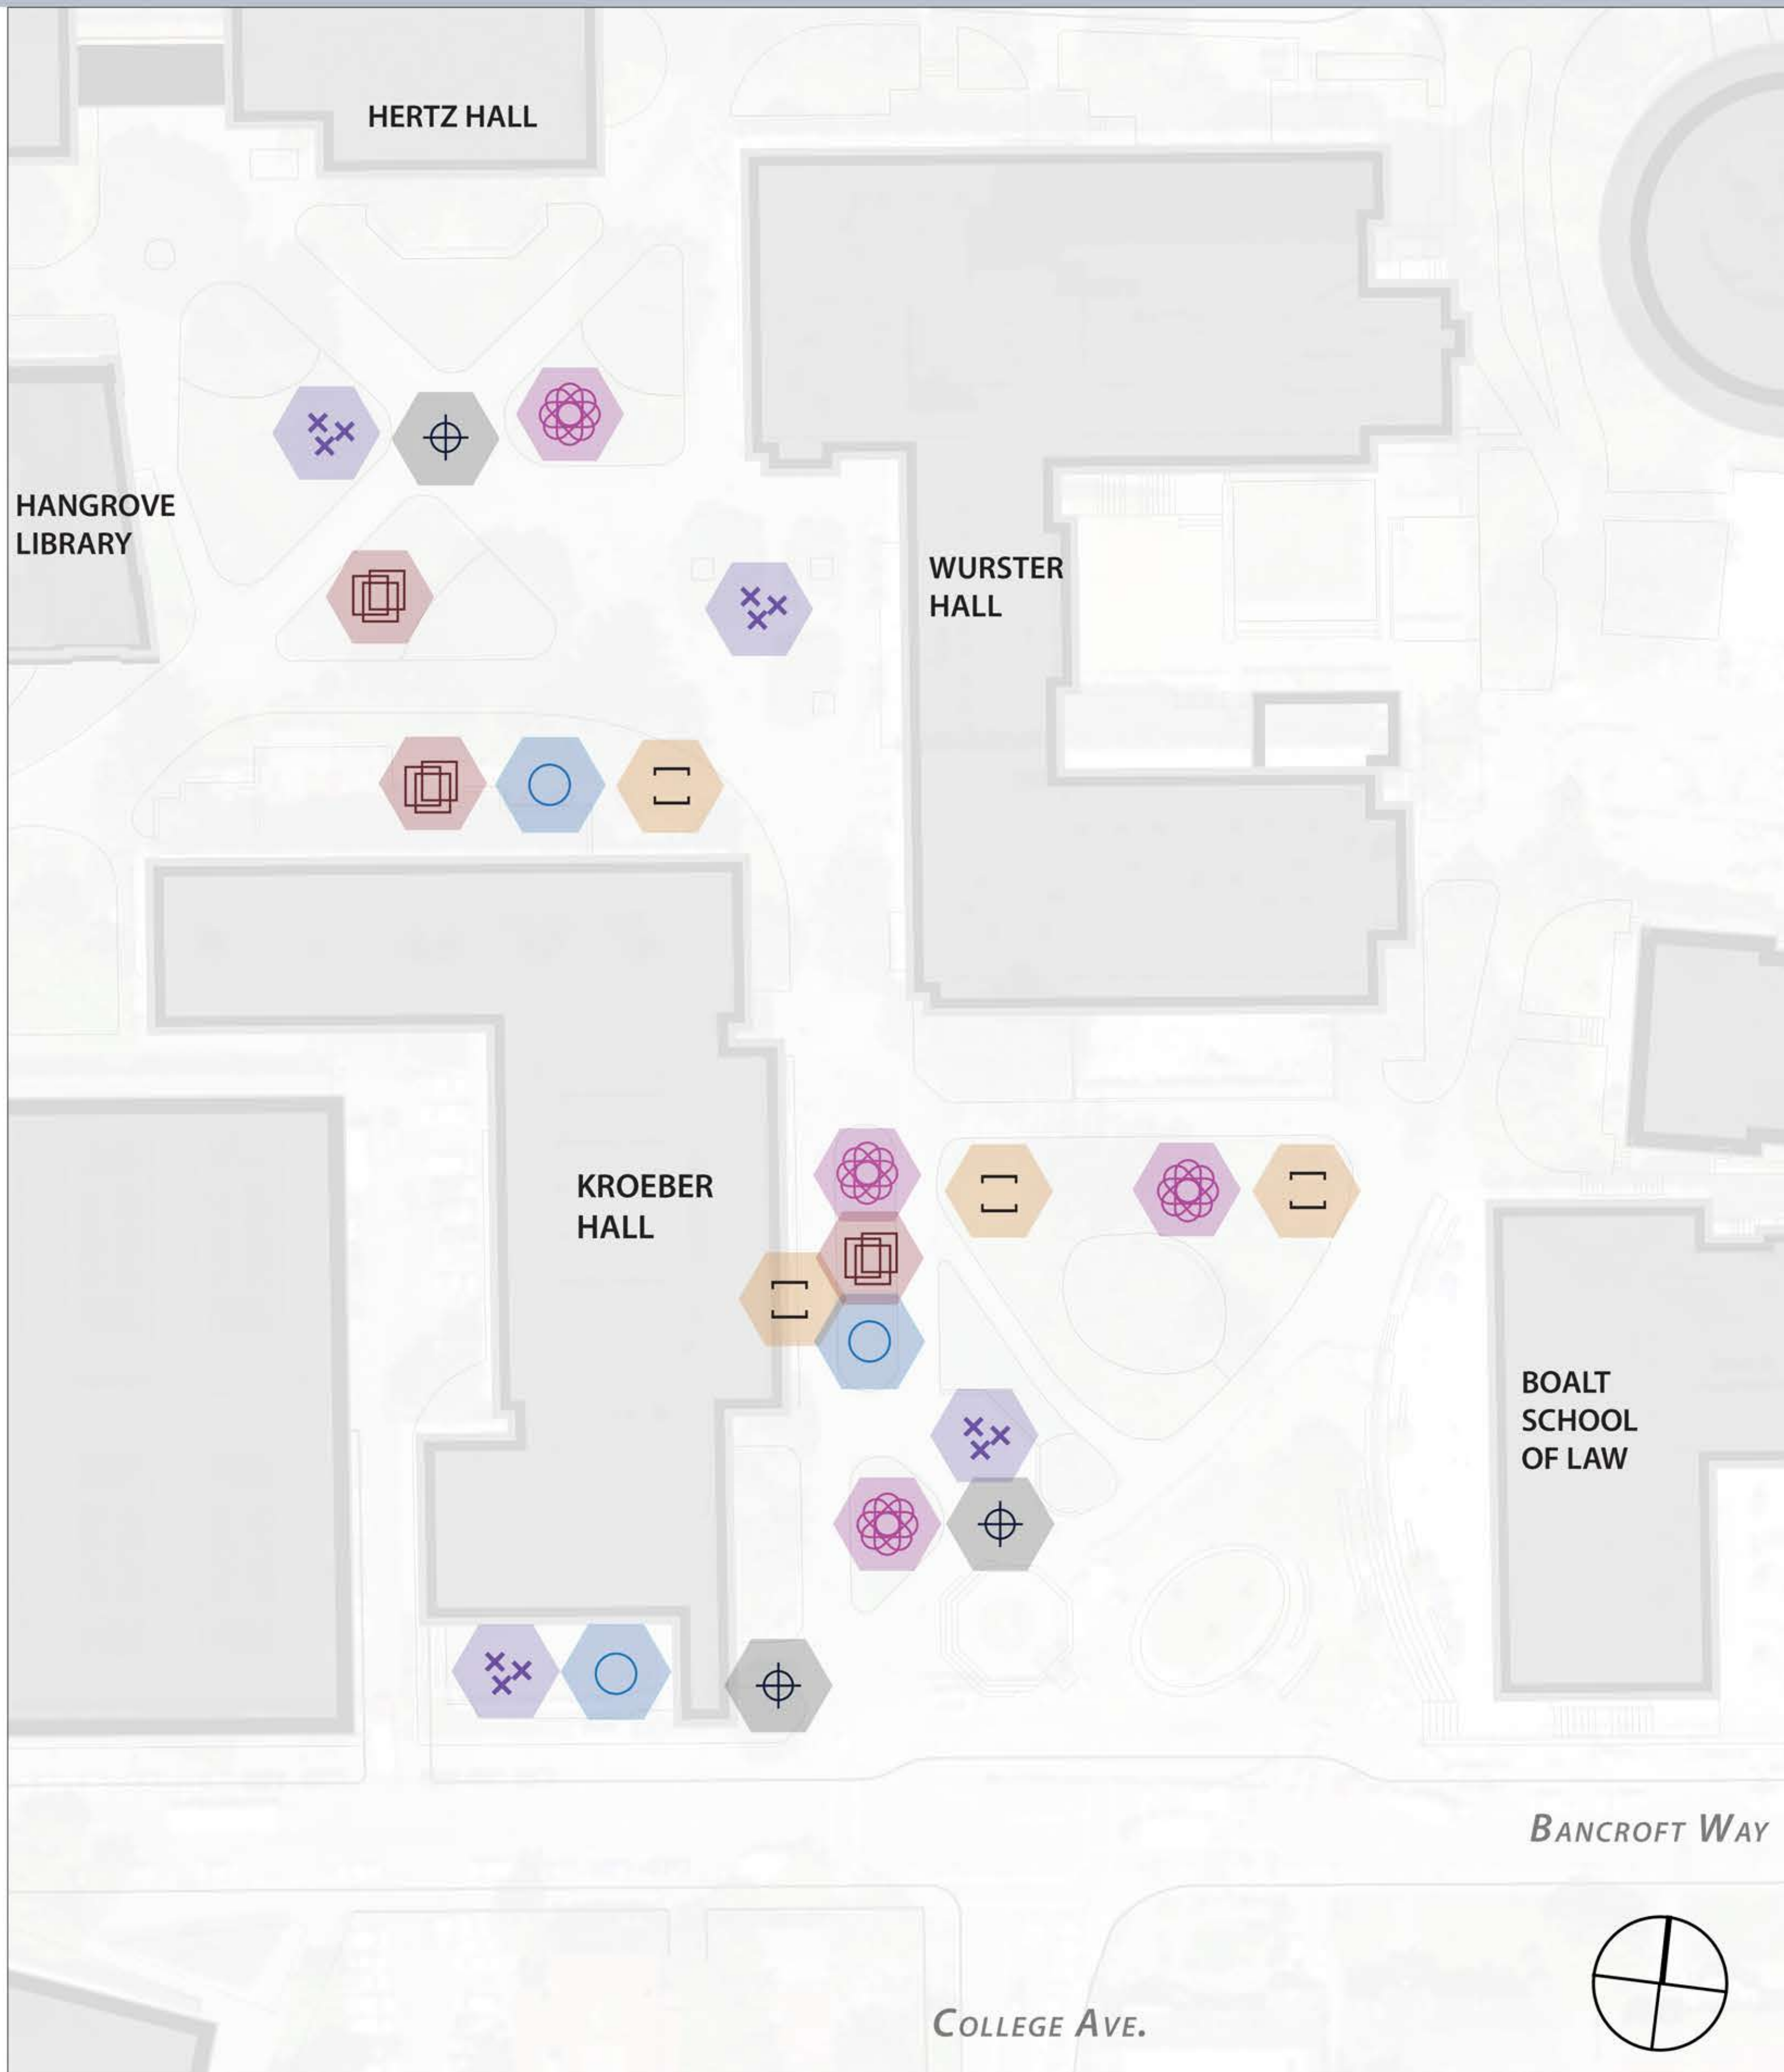 HERTZ HALL
HANGROVE
LIBRARY
WURSTER
HALL
KROEBER
HALL
BOALT
SCHOOL
OF LAW
BANCROFT WAY
COLLEGE AVE.